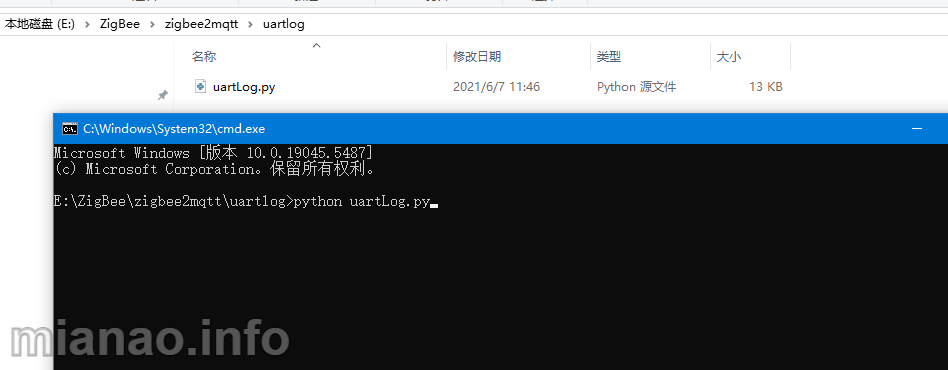 本地磁盘 (E:) > ZigBee > zigbee2mqtt > uartlog
名称 修改日期 类型 大小
uartLog.py 2021/6/7 11:46 Python 源文件 13 KB
C:\Windows\System32\cmd.exe
Microsoft Windows [版本 10.0.19045.5487]
(c) Microsoft Corporation。保留所有权利。
E:\ZigBee\zigbee2mqtt\uartlog>python uartLog.py
mianao.info